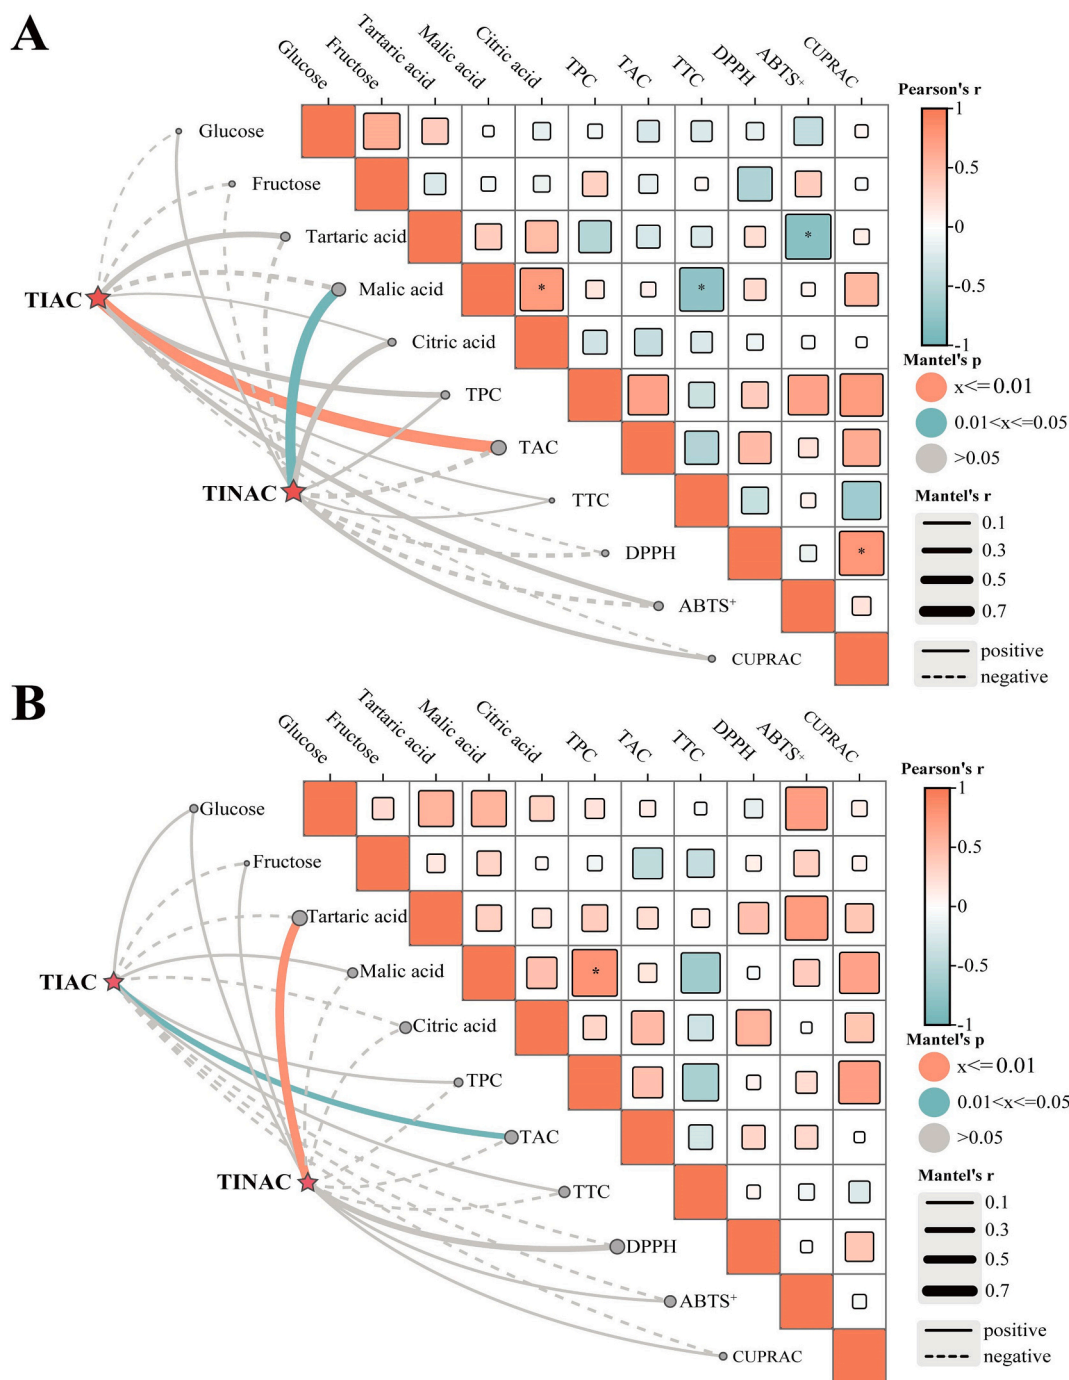 A
Glucose
Fructose
Tartaric acid
Malic acid
Citric acid
TPC
TAC
TTC
DPPH
ABTS⁺
CUPRAC
Pearson's r
1
0.5
0
-0.5
-1
Glucose
Fructose
Tartaric acid
*
Malic acid
*
*
Citric acid
TPC
TAC
TTC
DPPH
*
ABTS⁺
CUPRAC
TIAC
TINAC
Mantel's p
x<=0.01
0.01<x<=0.05
>0.05
Mantel's r
0.1
0.3
0.5
0.7
positive
negative
B
Glucose
Fructose
Tartaric acid
Malic acid
Citric acid
TPC
TAC
TTC
DPPH
ABTS⁺
CUPRAC
Pearson's r
1
0.5
0
-0.5
-1
Glucose
Fructose
Tartaric acid
Malic acid
*
Citric acid
TPC
TAC
TTC
DPPH
ABTS⁺
CUPRAC
TIAC
TINAC
Mantel's p
x<=0.01
0.01<x<=0.05
>0.05
Mantel's r
0.1
0.3
0.5
0.7
positive
negative